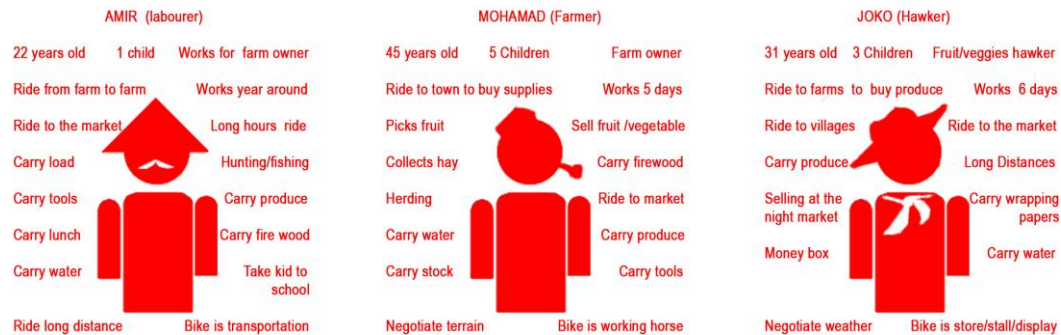 AMIR (labourer)
22 years old 1 child Works for farm owner
Ride from farm to farm Works year around
Ride to the market Long hours ride
Carry load Hunting/fishing
Carry tools Carry produce
Carry lunch Carry fire wood
Carry water Take kid to
school
Ride long distance Bike is transportation
MOHAMAD (Farmer)
45 years old 5 Children Farm owner
Ride to town to buy supplies Works 5 days
Picks fruit Sell fruit /vegetable
Collects hay Carry firewood
Herding Ride to market
Carry water Carry produce
Carry stock Carry tools
Negotiate terrain Bike is working horse
JOKO (Hawker)
31 years old 3 Children Fruit/veggies hawker
Ride to farms to buy produce Works 6 days
Ride to villages Ride to the market
Carry produce Long Distances
Selling at the Carry wrapping
night market papers
Money box Carry water
Negotiate weather Bike is store/stall/display